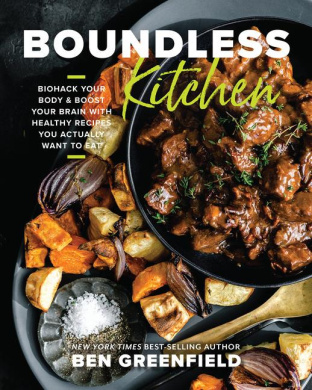 BOUNDLESS
Kitchen
BIOHACK YOUR
BODY & BOOST
YOUR BRAIN WITH
HEALTHY RECIPES
YOU ACTUALLY
WANT TO EAT
NEW YORK TIMES BEST-SELLING AUTHOR
BEN GREENFIELD